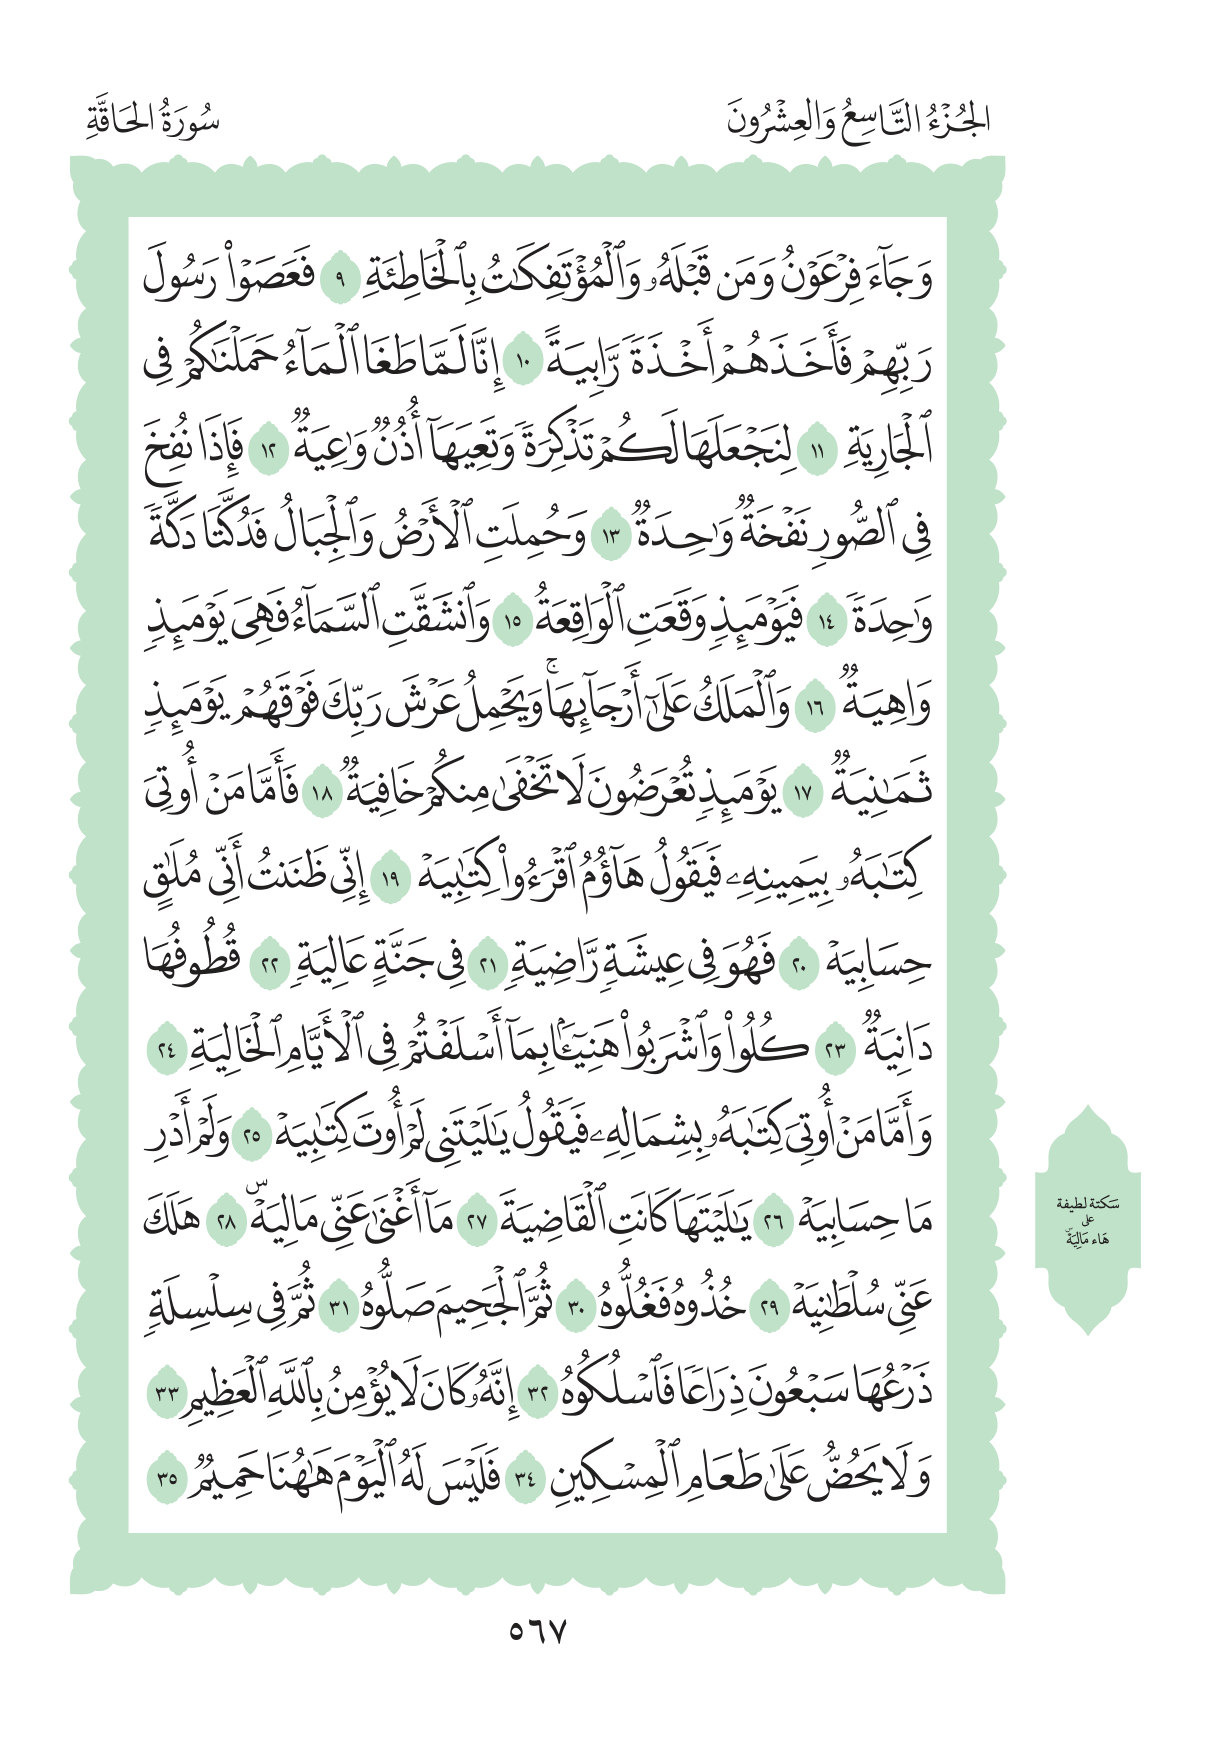 الجُزْءُ التَّاسِعُ وَالعِشْرُونَ
سُورَةُ الحَاقَّةِ
وَجَآءَ فِرۡعَوۡنُ وَمَن قَبۡلَهُۥ وَٱلۡمُؤۡتَفِكَٰتُ بِٱلۡخَاطِئَةِ ٩ فَعَصَوۡاْ رَسُولَ
رَبِّهِمۡ فَأَخَذَهُمۡ أَخۡذَةٗ رَّابِيَةً ١٠ إِنَّا لَمَّا طَغَا ٱلۡمَآءُ حَمَلۡنَٰكُمۡ فِي
ٱلۡجَارِيَةِ ١١ لِنَجۡعَلَهَا لَكُمۡ تَذۡكِرَةٗ وَتَعِيَهَآ أُذُنٞ وَٰعِيَةٞ ١٢ فَإِذَا نُفِخَ
فِي ٱلصُّورِ نَفۡخَةٞ وَٰحِدَةٞ ١٣ وَحُمِلَتِ ٱلۡأَرۡضُ وَٱلۡجِبَالُ فَدُكَّتَا دَكَّةٗ
وَٰحِدَةٗ ١٤ فَيَوۡمَئِذٖ وَقَعَتِ ٱلۡوَاقِعَةُ ١٥ وَٱنشَقَّتِ ٱلسَّمَآءُ فَهِيَ يَوۡمَئِذٖ
وَاهِيَةٞ ١٦ وَٱلۡمَلَكُ عَلَىٰٓ أَرۡجَآئِهَاۚ وَيَحۡمِلُ عَرۡشَ رَبِّكَ فَوۡقَهُمۡ يَوۡمَئِذٖ
ثَمَٰنِيَةٞ ١٧ يَوۡمَئِذٖ تُعۡرَضُونَ لَا تَخۡفَىٰ مِنكُمۡ خَافِيَةٞ ١٨ فَأَمَّا مَنۡ أُوتِيَ
كِتَٰبَهُۥ بِيَمِينِهِۦ فَيَقُولُ هَآؤُمُ ٱقۡرَءُواْ كِتَٰبِيَهۡ ١٩ إِنِّي ظَنَنتُ أَنِّي مُلَٰقٍ
حِسَابِيَهۡ ٢٠ فَهُوَ فِي عِيشَةٖ رَّاضِيَةٖ ٢١ فِي جَنَّةٍ عَالِيَةٖ ٢٢ قُطُوفُهَا
دَانِيَةٞ ٢٣ كُلُواْ وَٱشۡرَبُواْ هَنِيٓـَٔۢا بِمَآ أَسۡلَفۡتُمۡ فِي ٱلۡأَيَّامِ ٱلۡخَالِيَةِ ٢٤
وَأَمَّا مَنۡ أُوتِيَ كِتَٰبَهُۥ بِشِمَالِهِۦ فَيَقُولُ يَٰلَيۡتَنِي لَمۡ أُوتَ كِتَٰبِيَهۡ ٢٥ وَلَمۡ أَدۡرِ
مَا حِسَابِيَهۡ ٢٦ يَٰلَيۡتَهَا كَانَتِ ٱلۡقَاضِيَةَ ٢٧ مَآ أَغۡنَىٰ عَنِّي مَالِيَهۡۜ ٢٨ هَلَكَ
عَنِّي سُلۡطَٰنِيَهۡ ٢٩ خُذُوهُ فَغُلُّوهُ ٣٠ ثُمَّ ٱلۡجَحِيمَ صَلُّوهُ ٣١ ثُمَّ فِي سِلۡسِلَةٖ
ذَرۡعُهَا سَبۡعُونَ ذِرَاعٗا فَٱسۡلُكُوهُ ٣٢ إِنَّهُۥ كَانَ لَا يُؤۡمِنُ بِٱللَّهِ ٱلۡعَظِيمِ ٣٣
وَلَا يَحُضُّ عَلَىٰ طَعَامِ ٱلۡمِسۡكِينِ ٣٤ فَلَيۡسَ لَهُ ٱلۡيَوۡمَ هَٰهُنَا حَمِيمٞ ٣٥
سَكتة لطيفة
على
هَاء مَالِيَهۡۜ
٥٦٧